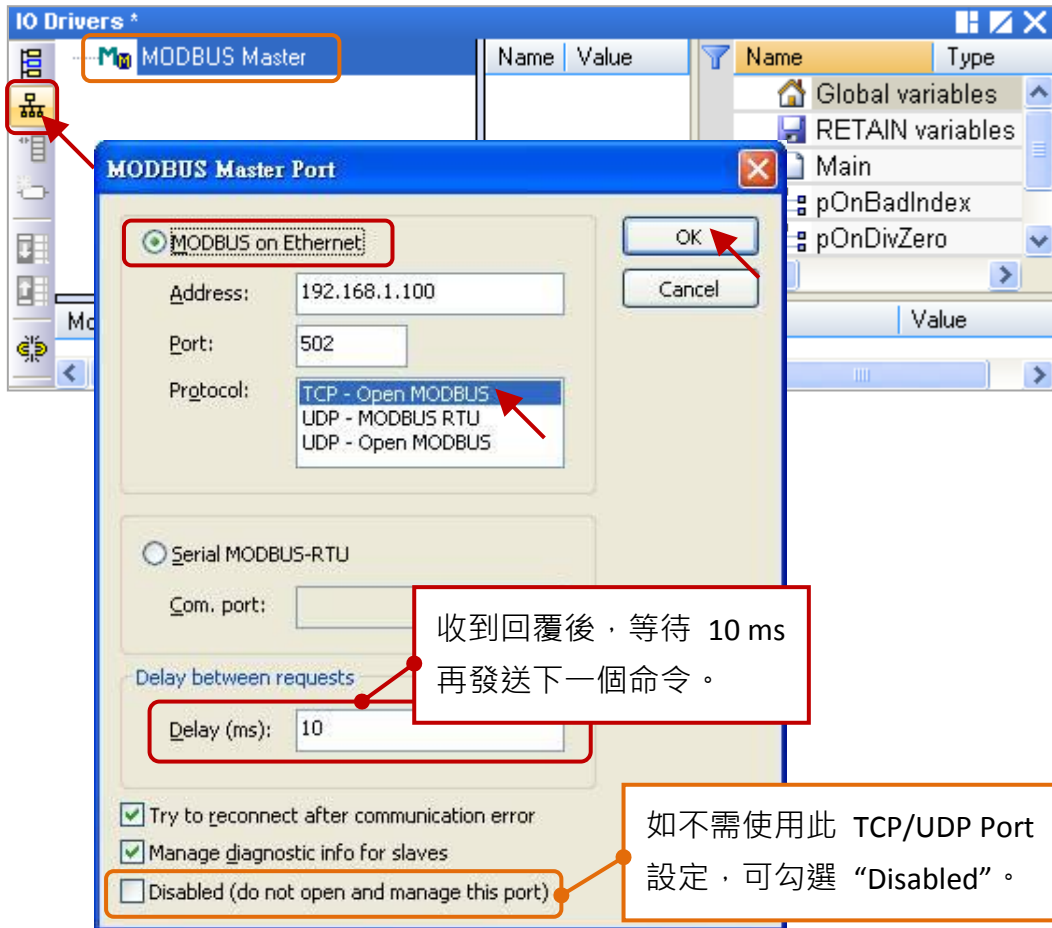 IO Drivers *
MODBUS Master
Name Value
Name Type
Global variables
RETAIN variables
Main
pOnBadIndex
pOnDivZero
Value
MODBUS Master Port
MODBUS on Ethernet
OK
Address: 192.168.1.100
Cancel
Port: 502
Protocol: TCP - Open MODBUS
UDP - MODBUS RTU
UDP - Open MODBUS
Serial MODBUS-RTU
Com. port:
收到回覆後，等待 10 ms
再發送下一個命令。
Delay between requests
Delay (ms): 10
Try to reconnect after communication error
Manage diagnostic info for slaves
Disabled (do not open and manage this port)
如不需使用此 TCP/UDP Port
設定，可勾選 “Disabled”。